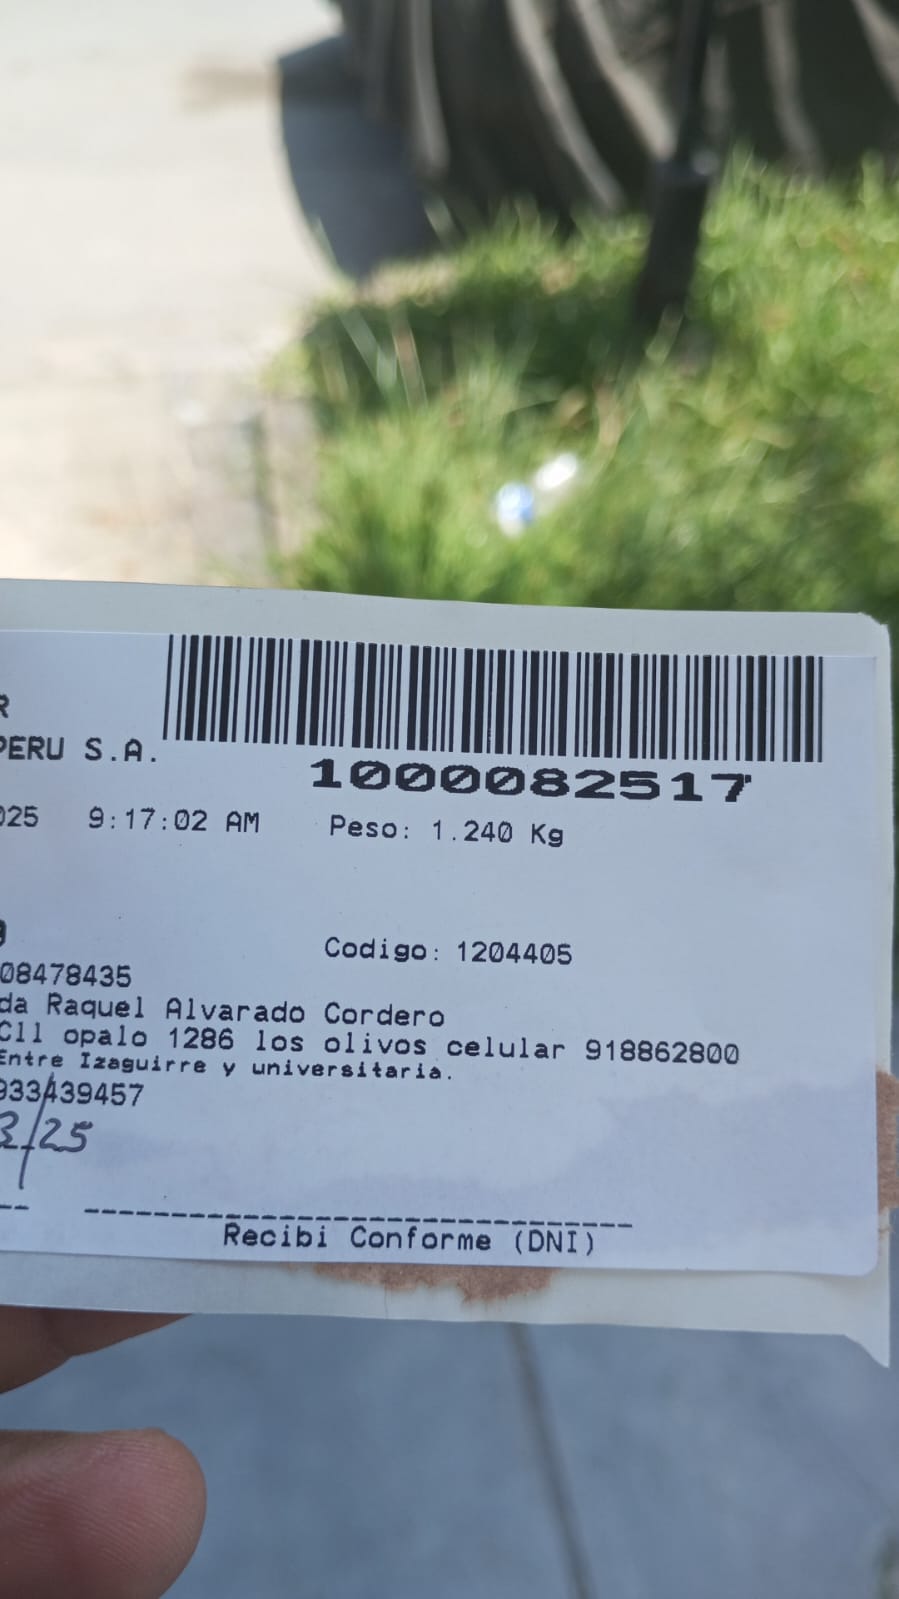 R
PERU S.A.
1000082517
025 9:17:02 AM Peso: 1.240 Kg
Codigo: 1204405
08478435
da Raquel Alvarado Cordero
Cll opalo 1286 los olivos celular 918862800
Entre Izaguirre y universitaria.
933439457
3/25
Recibi Conforme (DNI)